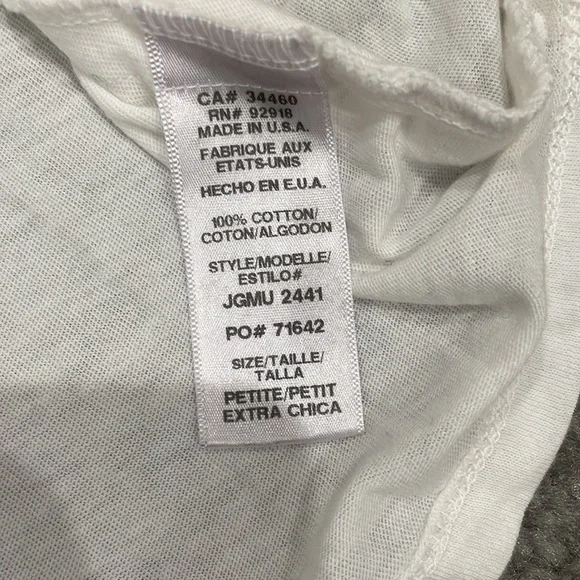 CA# 34460
RN# 92918
MADE IN U.S.A.
FABRIQUE AUX
ETATS-UNIS
HECHO EN E.U.A.
100% COTTON/
COTON/ALGODON
STYLE/MODELLE/
ESTILO#
JGMU 2441
PO# 71642
SIZE/TAILLE/
TALLA
PETITE/PETIT
EXTRA CHICA